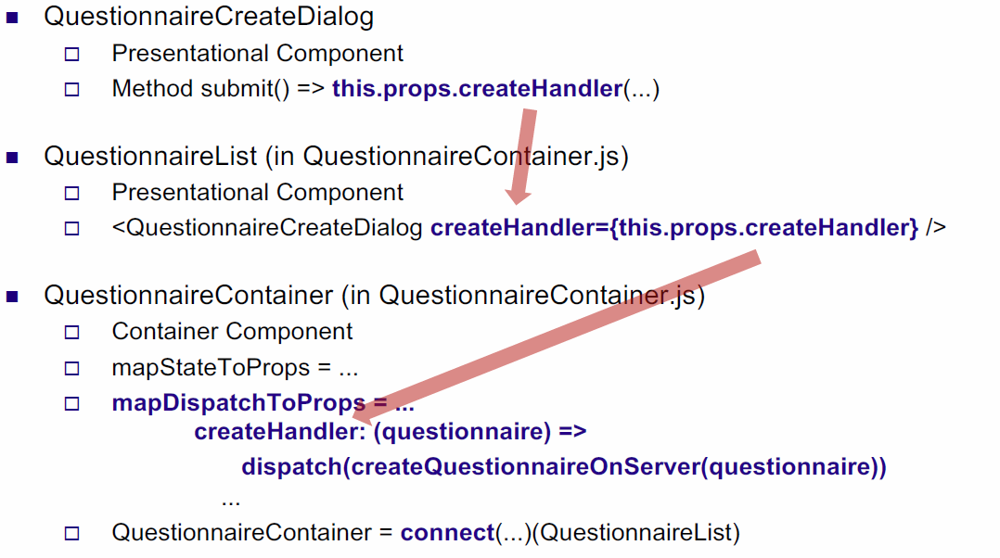 QuestionnaireCreateDialog
Presentational Component
Method submit() => this.props.createHandler(...)
QuestionnaireList (in QuestionnaireContainer.js)
Presentational Component
<QuestionnaireCreateDialog createHandler={this.props.createHandler} />
QuestionnaireContainer (in QuestionnaireContainer.js)
Container Component
mapStateToProps = ...
mapDispatchToProps = ...
createHandler: (questionnaire) =>
dispatch(createQuestionnaireOnServer(questionnaire))
...
QuestionnaireContainer = connect(...)(QuestionnaireList)